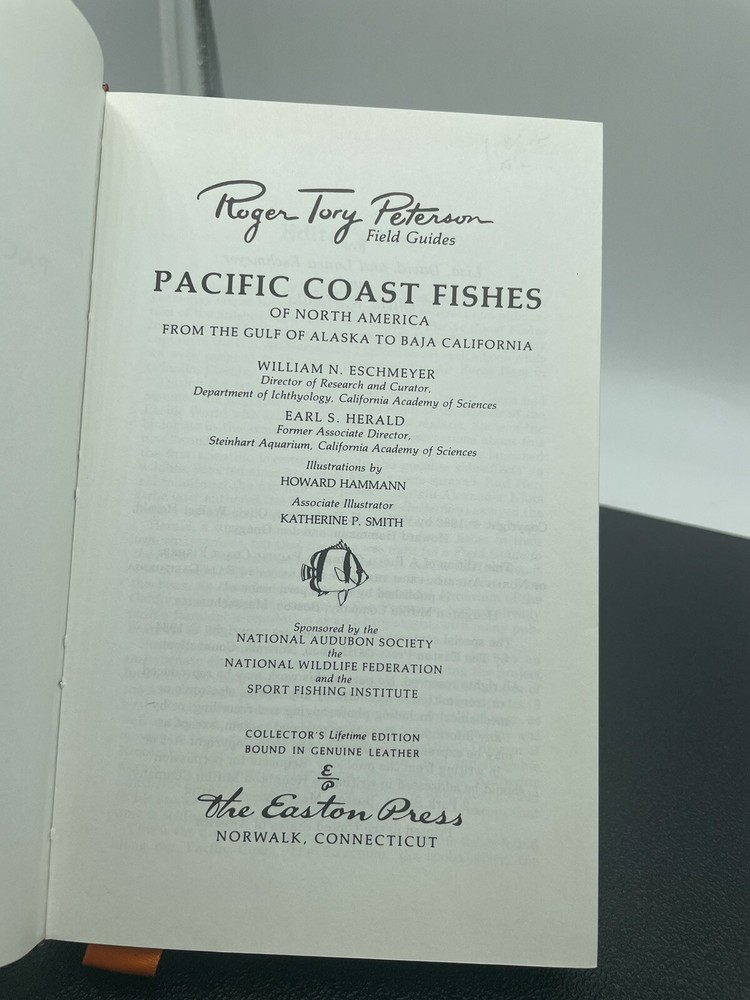 Roger Tory Peterson
Field Guides
PACIFIC COAST FISHES
OF NORTH AMERICA
FROM THE GULF OF ALASKA TO BAJA CALIFORNIA
WILLIAM N. ESCHMEYER
Director of Research and Curator,
Department of Ichthyology, California Academy of Sciences
EARL S. HERALD
Former Associate Director,
Steinhart Aquarium, California Academy of Sciences
Illustrations by
HOWARD HAMMANN
Associate Illustrator
KATHERINE P. SMITH
Sponsored by the
NATIONAL AUDUBON SOCIETY
the
NATIONAL WILDLIFE FEDERATION
and the
SPORT FISHING INSTITUTE
COLLECTOR'S Lifetime EDITION
BOUND IN GENUINE LEATHER
E
P
The Easton Press
NORWALK, CONNECTICUT